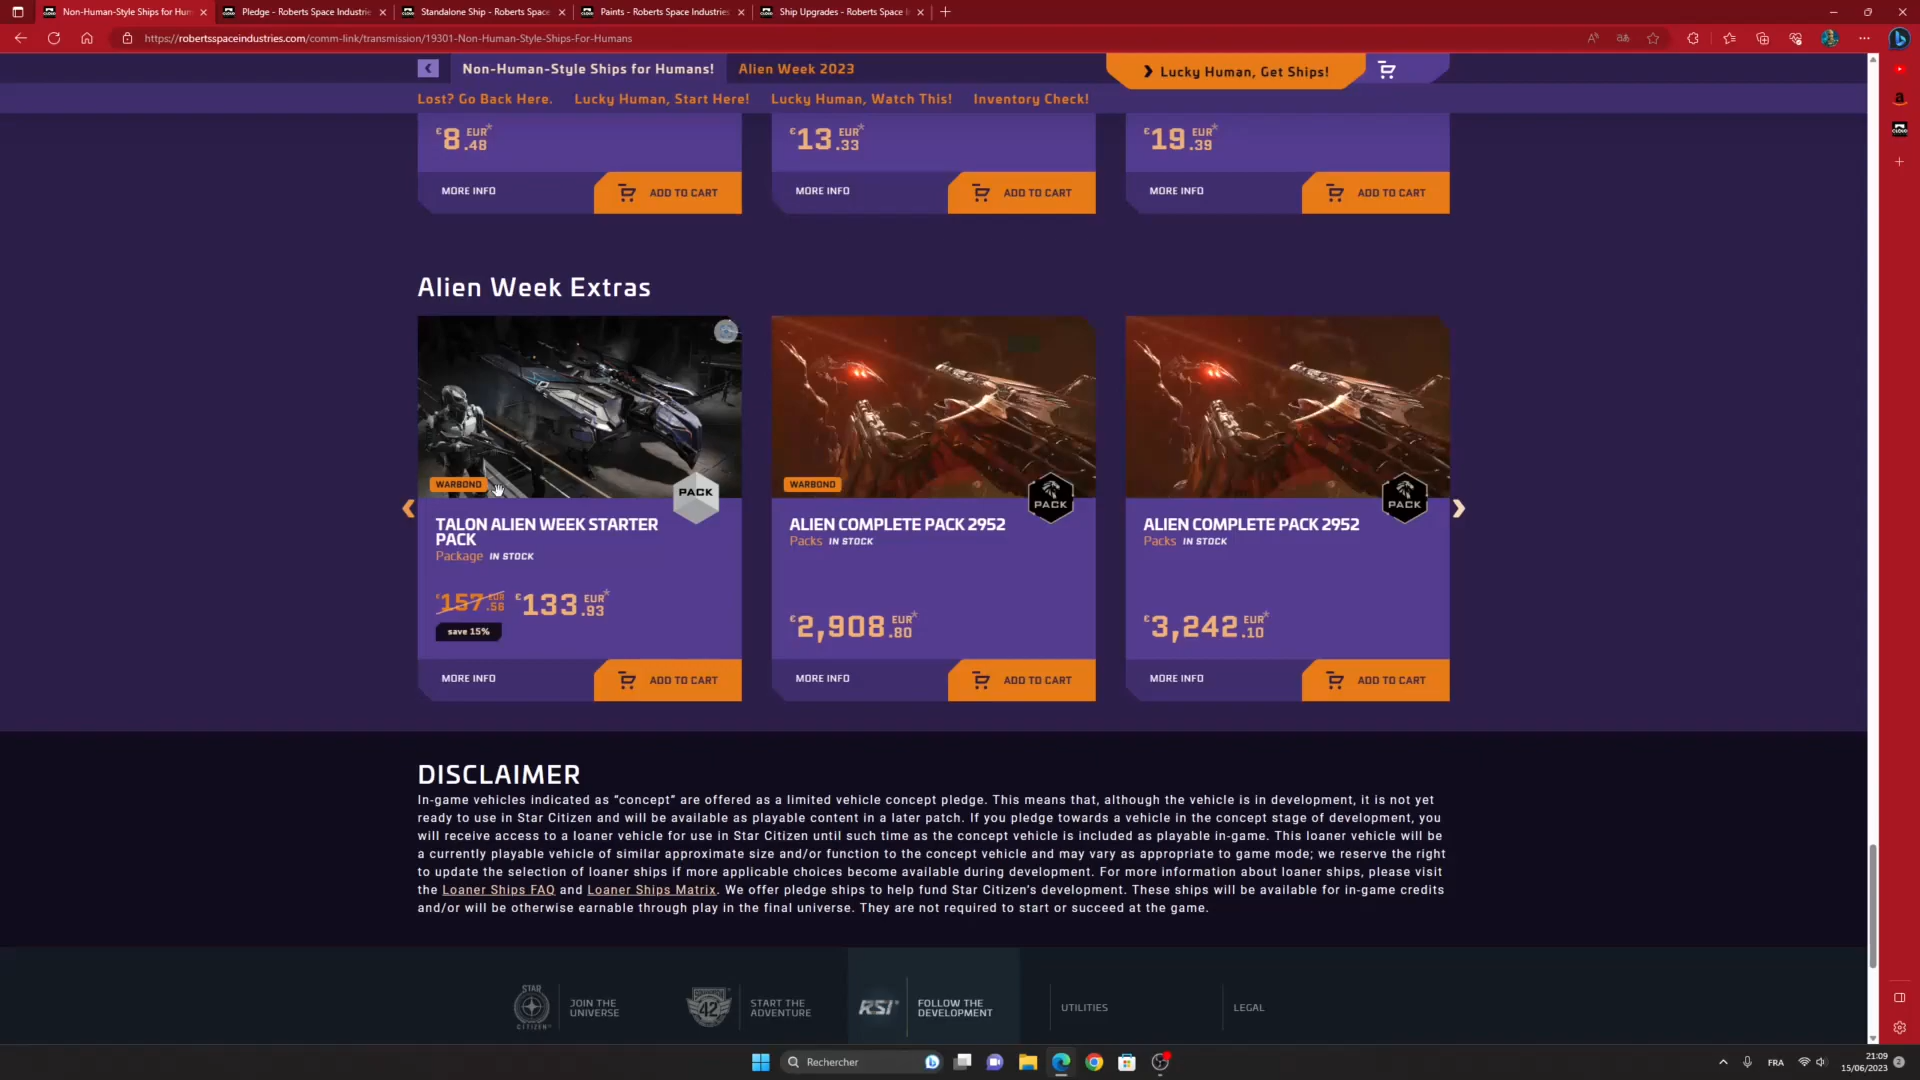 Non-Human-Style Ships for Hum
Pledge - Roberts Space Industrie
Standalone Ship - Roberts Space
Paints - Roberts Space Industries
Ship Upgrades - Roberts Space I
https://robertsspaceindustries.com/comm-link/transmission/19301-Non-Human-Style-Ships-For-Humans
Non-Human-Style Ships for Humans! Alien Week 2023
Lucky Human, Get Ships!
Lost? Go Back Here. Lucky Human, Start Here! Lucky Human, Watch This! Inventory Check!
€8.48 EUR*
€13.33 EUR*
€19.39 EUR*
MORE INFO ADD TO CART
MORE INFO ADD TO CART
MORE INFO ADD TO CART
Alien Week Extras
WARBOND
PACK
TALON ALIEN WEEK STARTER
PACK
Package IN STOCK
€157.56 EUR €133.93 EUR*
save 15%
MORE INFO ADD TO CART
WARBOND
PACK
ALIEN COMPLETE PACK 2952
Packs IN STOCK
€2,908.80 EUR*
MORE INFO ADD TO CART
PACK
ALIEN COMPLETE PACK 2952
Packs IN STOCK
€3,242.10 EUR*
MORE INFO ADD TO CART
DISCLAIMER
In-game vehicles indicated as “concept” are offered as a limited vehicle concept pledge. This means that, although the vehicle is in development, it is not yet
ready to use in Star Citizen and will be available as playable content in a later patch. If you pledge towards a vehicle in the concept stage of development, you
will receive access to a loaner vehicle for use in Star Citizen until such time as the concept vehicle is included as playable in-game. This loaner vehicle will be
a currently playable vehicle of similar approximate size and/or function to the concept vehicle and may vary as appropriate to game mode; we reserve the right
to update the selection of loaner ships if more applicable choices become available during development. For more information about loaner ships, please visit
the Loaner Ships FAQ and Loaner Ships Matrix. We offer pledge ships to help fund Star Citizen's development. These ships will be available for in-game credits
and/or will be otherwise earnable through play in the final universe. They are not required to start or succeed at the game.
STAR
CITIZEN
JOIN THE
UNIVERSE
42
START THE
ADVENTURE
RSI
FOLLOW THE
DEVELOPMENT
UTILITIES
LEGAL
Rechercher
FRA
21:09
15/06/2023
2